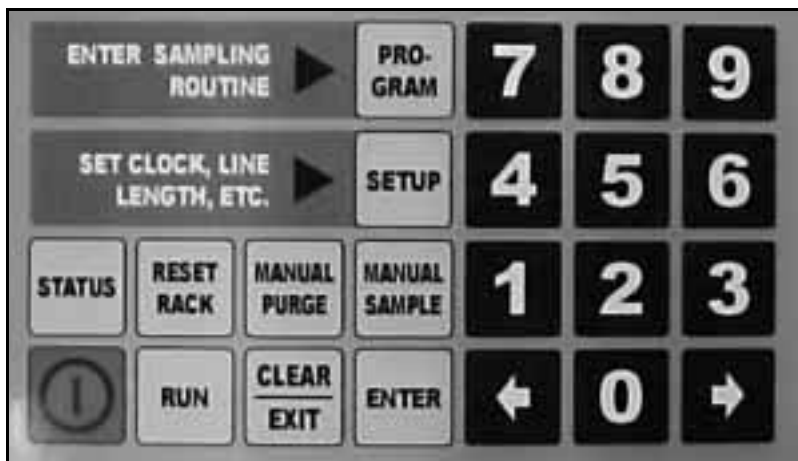 ENTER SAMPLING
ROUTINE
PRO-
GRAM
7
8
9
SET CLOCK, LINE
LENGTH, ETC.
SETUP
4
5
6
STATUS
RESET
RACK
MANUAL
PURGE
MANUAL
SAMPLE
1
2
3
RUN
CLEAR
EXIT
ENTER
0